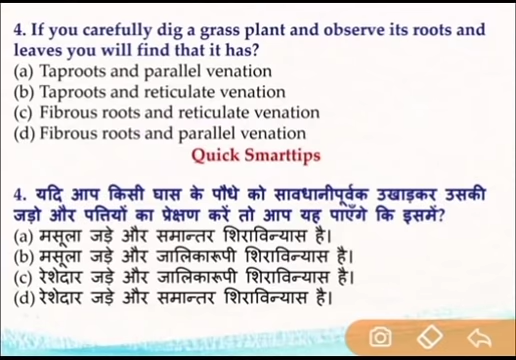 4. If you carefully dig a grass plant and observe its roots and
leaves you will find that it has?
(a) Taproots and parallel venation
(b) Taproots and reticulate venation
(c) Fibrous roots and reticulate venation
(d) Fibrous roots and parallel venation
Quick Smarttips
4. यदि आप किसी घास के पौधे को सावधानीपूर्वक उखाड़कर उसकी
जड़ो और पत्तियों का प्रेक्षण करें तो आप यह पाएँगे कि इसमें?
(a) मसूला जड़े और समान्तर शिराविन्यास है।
(b) मसूला जड़े और जालिकारूपी शिराविन्यास है।
(c) रेशेदार जड़े और जालिकारूपी शिराविन्यास है।
(d) रेशेदार जड़े और समान्तर शिराविन्यास है।